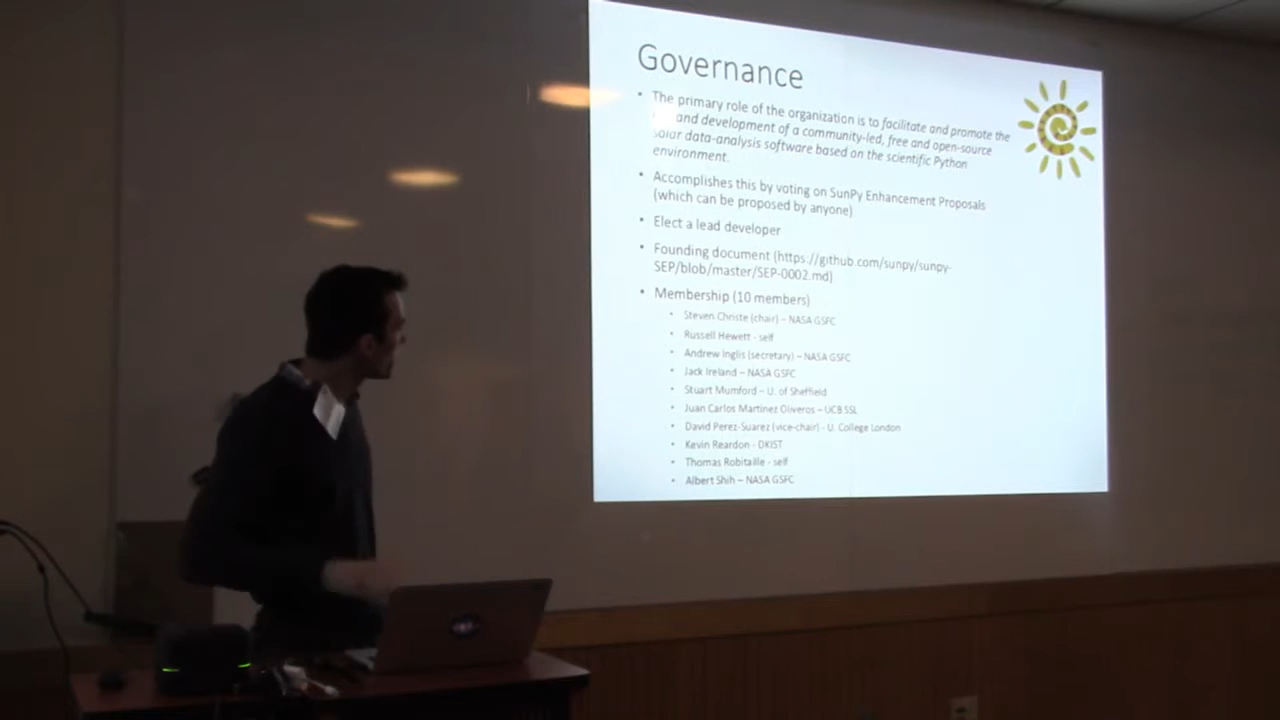 Governance
• The primary role of the organization is to facilitate and promote the
and development of a community-led, free and open-source
solar data-analysis software based on the scientific Python
environment.
• Accomplishes this by voting on SunPy Enhancement Proposals
(which can be proposed by anyone)
• Elect a lead developer
• Founding document (https://github.com/sunpy/sunpy-
SEP/blob/master/SEP-0002.md)
• Membership (10 members)
• Steven Christe (chair) – NASA GSFC
• Russell Hewett - self
• Andrew Inglis (secretary) – NASA GSFC
• Jack Ireland – NASA GSFC
• Stuart Mumford – U. of Sheffield
• Juan Carlos Martinez Oliveros – UCB SSL
• David Perez-Suarez (vice-chair) - U. College London
• Kevin Reardon - DKIST
• Thomas Robitaille - self
• Albert Shih – NASA GSFC